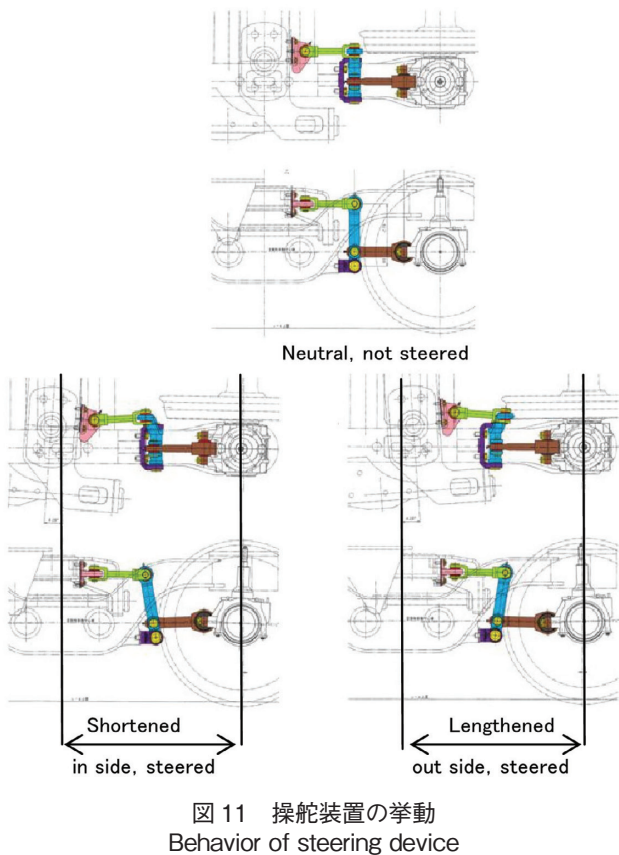 Neutral, not steered
Shortened
in side, steered
Lengthened
out side, steered
図 11 操舵装置の挙動
Behavior of steering device